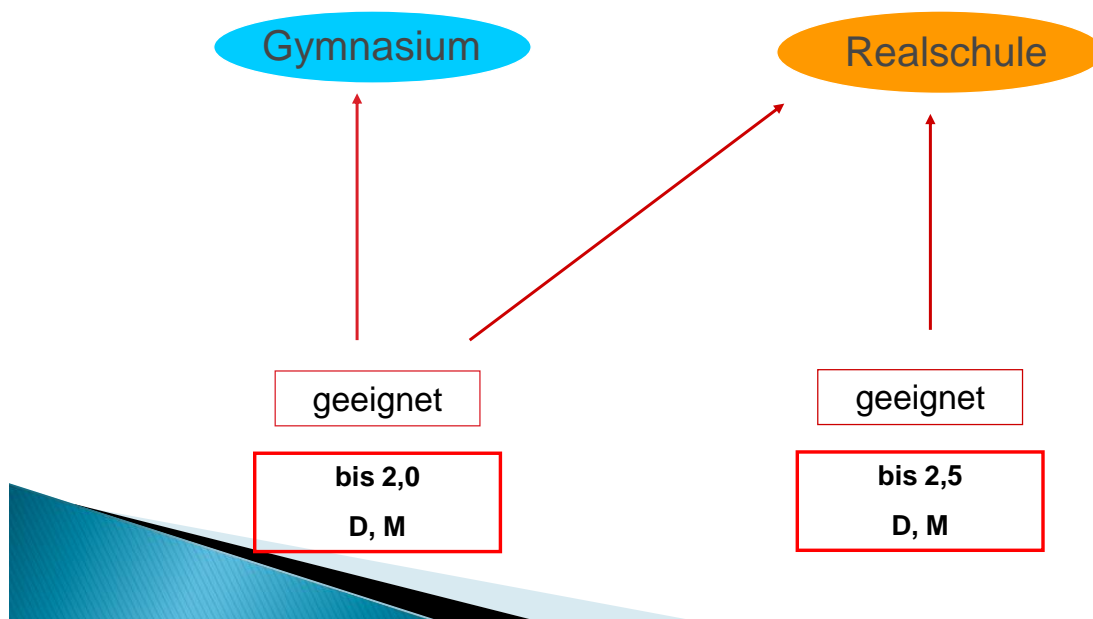 Gymnasium
Realschule
geeignet
geeignet
bis 2,0
D, M
bis 2,5
D, M